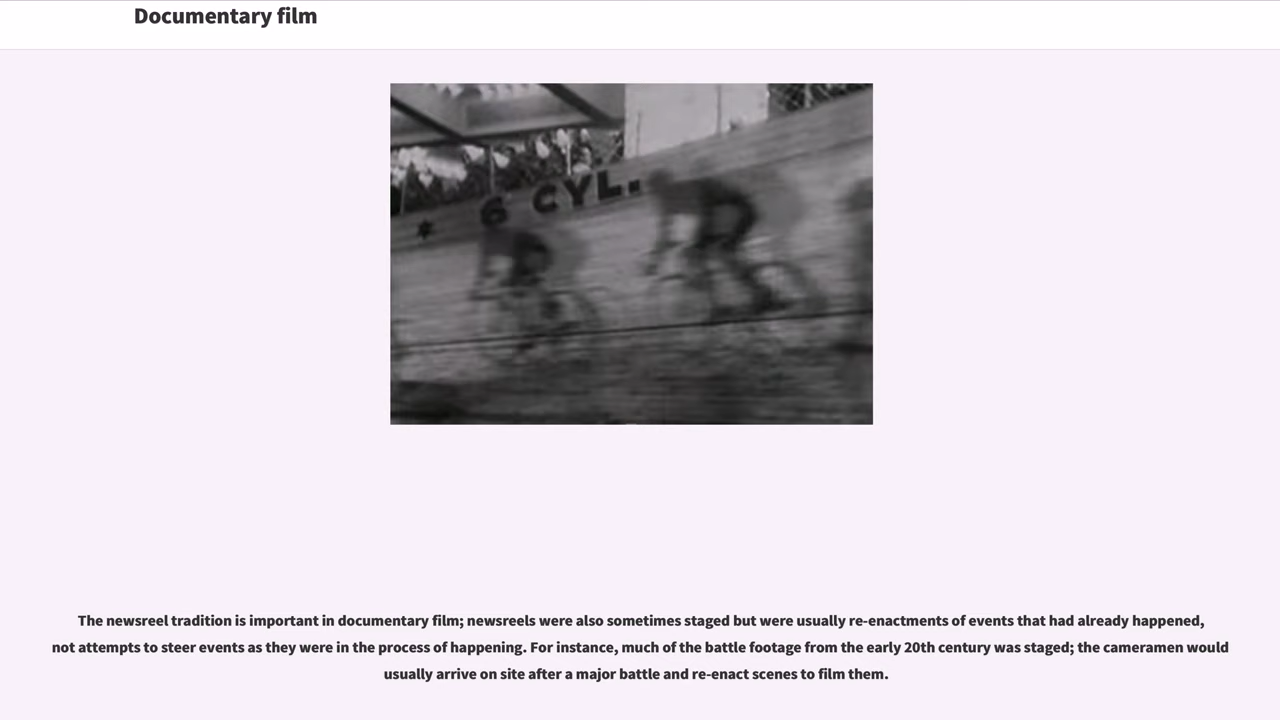 Documentary film
6 CYL.
The newsreel tradition is important in documentary film; newsreels were also sometimes staged but were usually re-enactments of events that had already happened,
not attempts to steer events as they were in the process of happening. For instance, much of the battle footage from the early 20th century was staged; the cameramen would
usually arrive on site after a major battle and re-enact scenes to film them.